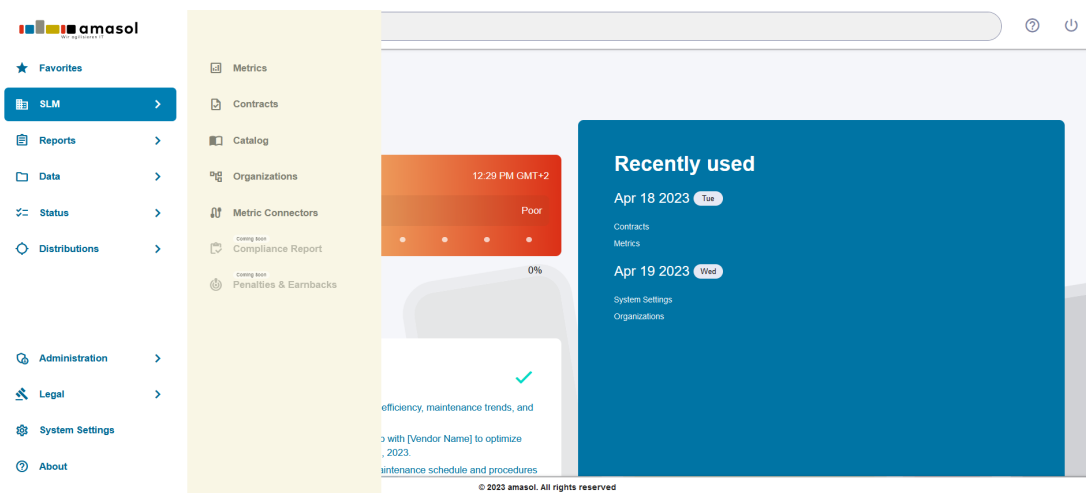 amasol
Wir agilisieren IT
Favorites
SLM
Reports
Data
Status
Distributions
Administration
Legal
System Settings
About
Metrics
Contracts
Catalog
Organizations
Metric Connectors
Coming Soon
Compliance Report
Coming Soon
Penalties & Earnbacks
12:29 PM GMT+2
Poor
0%
efficiency, maintenance trends, and
with [Vendor Name] to optimize
, 2023.
aintenance schedule and procedures
Recently used
Apr 18 2023 Tue
Contracts
Metrics
Apr 19 2023 Wed
System Settings
Organizations
© 2023 amasol. All rights reserved